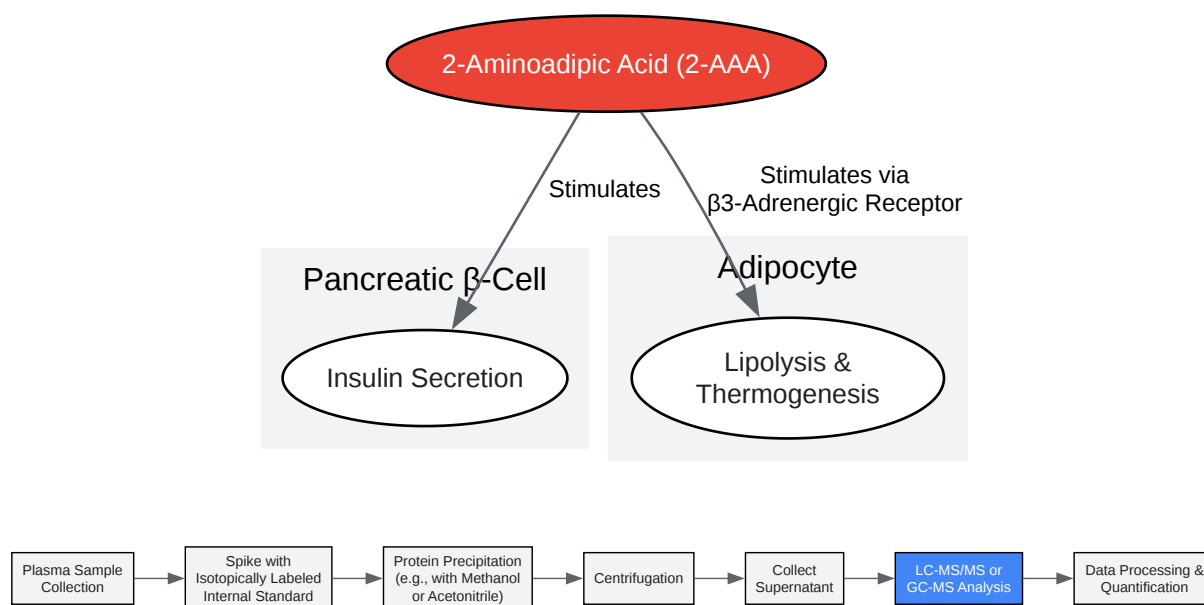 2-Aminoadipic Acid (2-AAA)
Stimulates
Stimulates via
β3-Adrenergic Receptor
Pancreatic β-Cell
Adipocyte
Insulin Secretion
Lipolysis &
Thermogenesis
Plasma Sample
Collection
Spike with
Isotopically Labeled
Internal Standard
Protein Precipitation
(e.g., with Methanol
or Acetonitrile)
Centrifugation
Collect
Supernatant
LC-MS/MS or
GC-MS Analysis
Data Processing &
Quantification